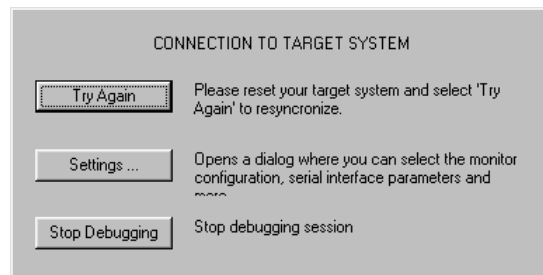 CONNECTION TO TARGET SYSTEM
Try Again
Please reset your target system and select 'Try
Again' to resyncronize.
Settings ...
Opens a dialog where you can select the monitor
configuration, serial interface parameters and
Stop Debugging
Stop debugging session